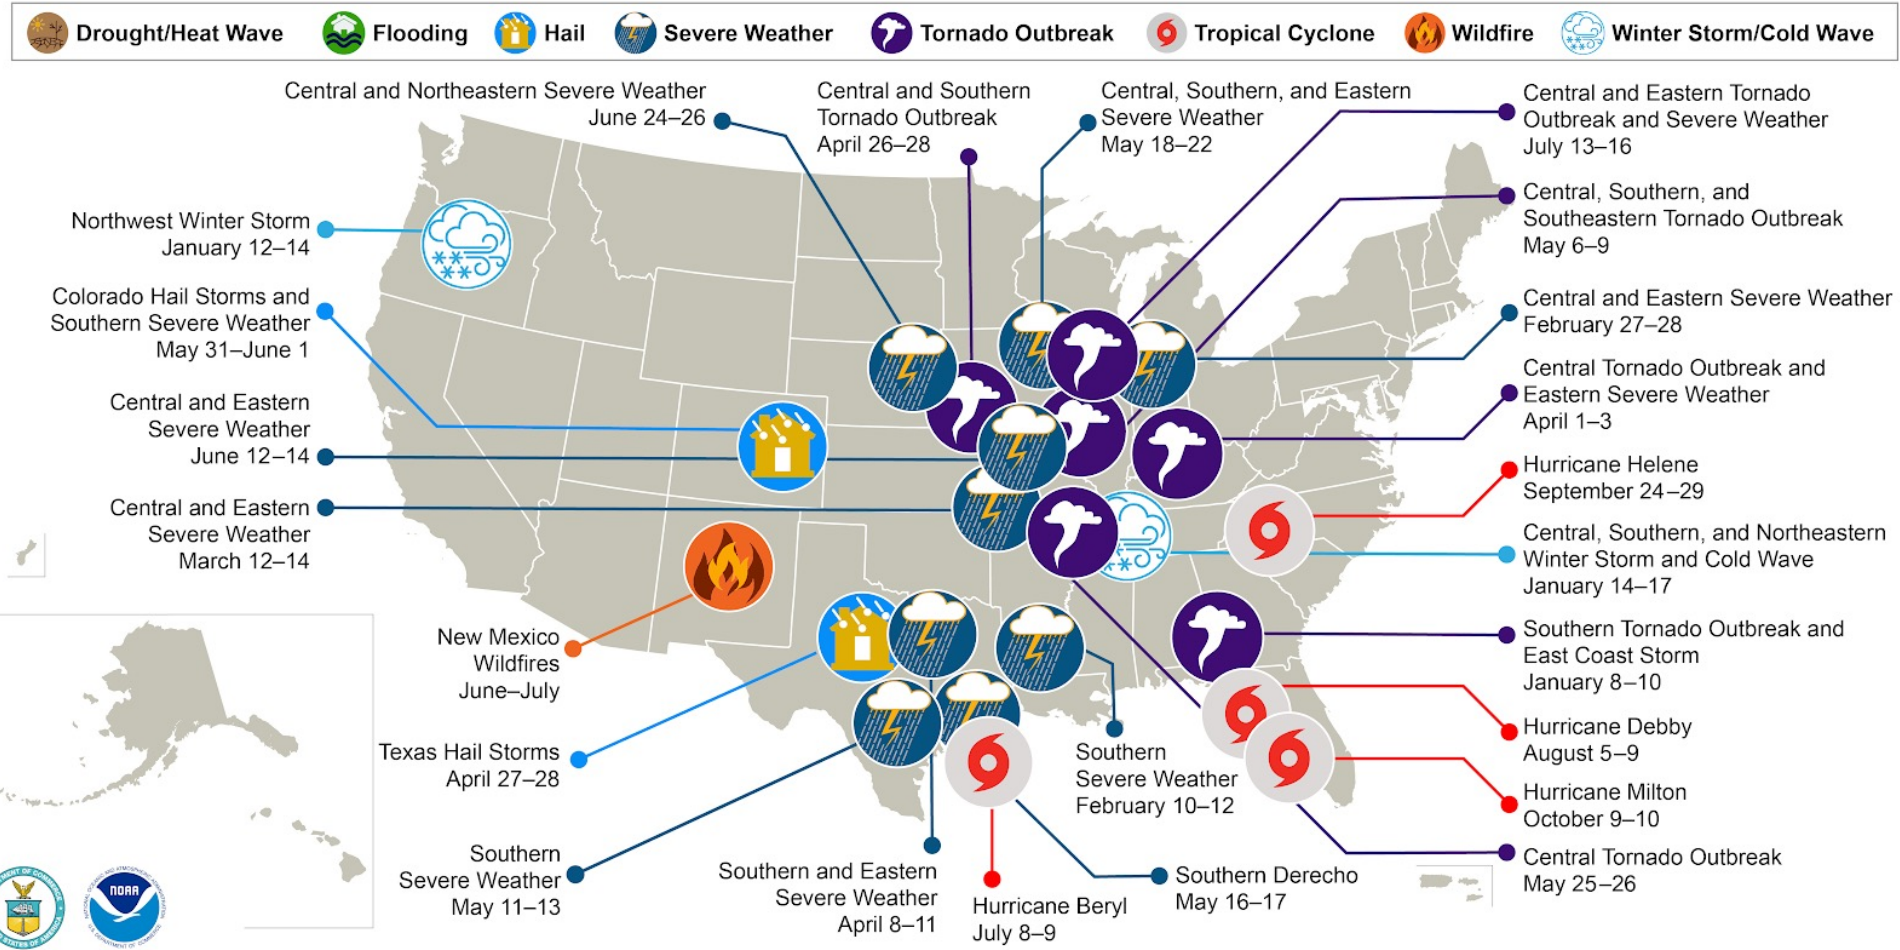 Drought/Heat Wave
Flooding
Hail
Severe Weather
Tornado Outbreak
Tropical Cyclone
Wildfire
Winter Storm/Cold Wave
Central and Northeastern Severe Weather
June 24–26
Central and Southern
Tornado Outbreak
April 26–28
Central, Southern, and Eastern
Severe Weather
May 18–22
Central and Eastern Tornado
Outbreak and Severe Weather
July 13–16
Northwest Winter Storm
January 12–14
Central, Southern, and
Southeastern Tornado Outbreak
May 6–9
Colorado Hail Storms and
Southern Severe Weather
May 31–June 1
Central and Eastern Severe Weather
February 27–28
Central and Eastern
Severe Weather
June 12–14
Central Tornado Outbreak and
Eastern Severe Weather
April 1–3
Central and Eastern
Severe Weather
March 12–14
Hurricane Helene
September 24–29
Central, Southern, and Northeastern
Winter Storm and Cold Wave
January 14–17
New Mexico
Wildfires
June–July
Southern Tornado Outbreak and
East Coast Storm
January 8–10
Texas Hail Storms
April 27–28
Southern
Severe Weather
February 10–12
Hurricane Debby
August 5–9
Hurricane Milton
October 9–10
Southern
Severe Weather
May 11–13
Southern and Eastern
Severe Weather
April 8–11
Hurricane Beryl
July 8–9
Southern Derecho
May 16–17
Central Tornado Outbreak
May 25–26
NOAA